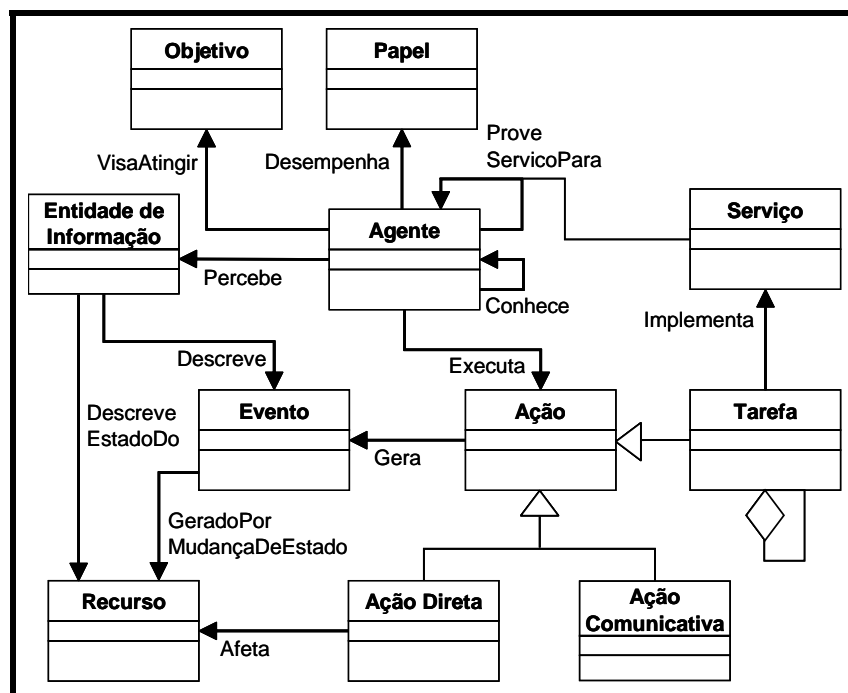 Objetivo
Papel
Prove
ServicoPara
VisaAtingir
Desempenha
Entidade de
Informação
Agente
Serviço
Percebe
Conhece
Implementa
Descreve
Executa
Descreve
EstadoDo
Evento
Ação
Tarefa
Gera
GeradoPor
MudançaDeEstado
Recurso
Ação Direta
Ação
Comunicativa
Afeta